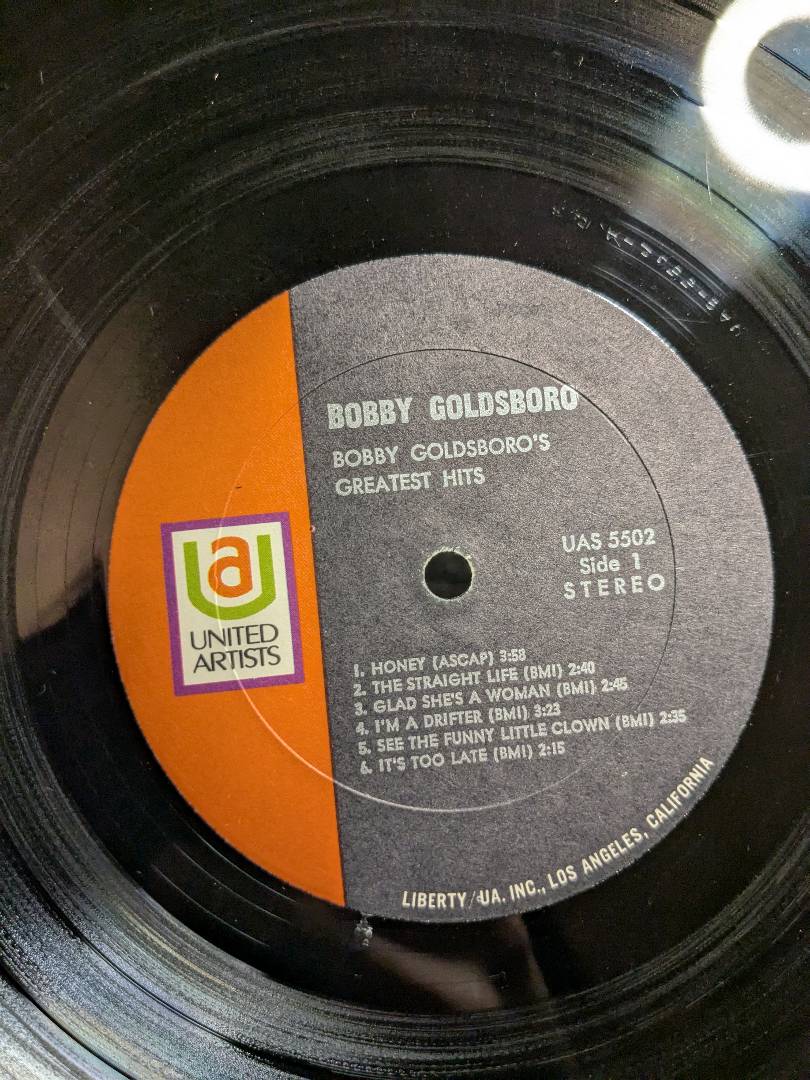 BOBBY GOLDSBORO
BOBBY GOLDSBORO'S
GREATEST HITS
UAS 5502
Side 1
STEREO
ua
UNITED
ARTISTS
1. HONEY (ASCAP) 3:58
2. THE STRAIGHT LIFE (BMI) 2:40
3. GLAD SHE'S A WOMAN (BMI) 2:45
4. I'M A DRIFTER (BMI) 3:23
5. SEE THE FUNNY LITTLE CLOWN (BMI) 2:35
6. IT'S TOO LATE (BMI) 2:15
LIBERTY/UA, INC., LOS ANGELES, CALIFORNIA